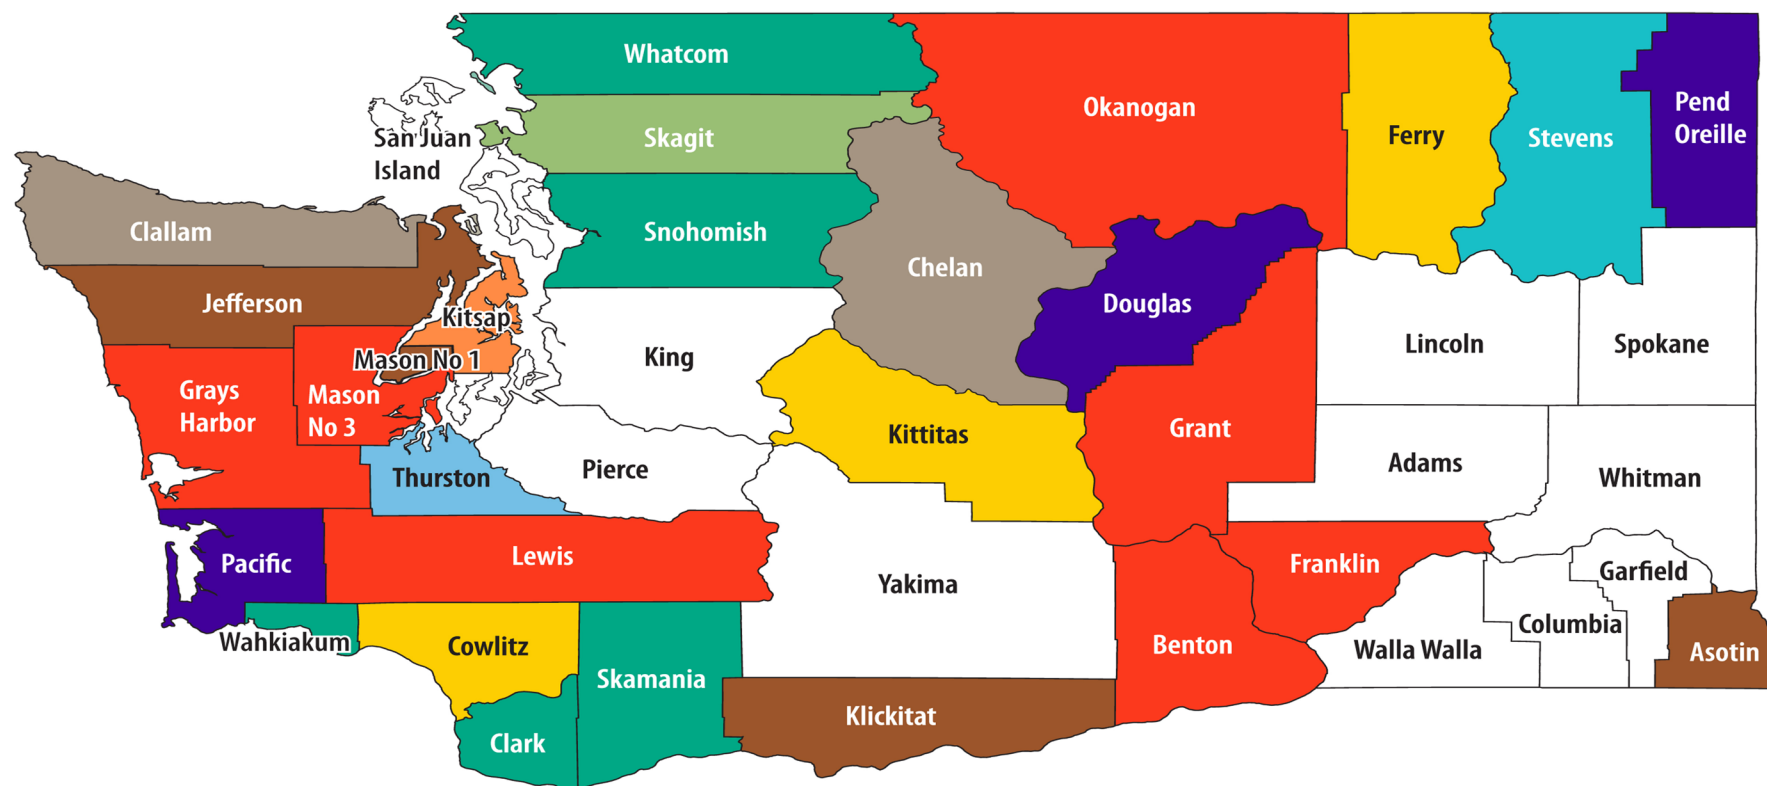 Whatcom
Okanogan
Pend
Oreille
Ferry
Stevens
San Juan
Island
Skagit
Clallam
Snohomish
Chelan
Jefferson
Kitsap
Douglas
Mason No 1
King
Lincoln
Spokane
Grays
Harbor
Mason
No 3
Kittitas
Grant
Thurston
Pierce
Adams
Whitman
Pacific
Lewis
Yakima
Franklin
Garfield
Wahkiakum
Cowlitz
Skamania
Benton
Walla Walla
Columbia
Asotin
Clark
Klickitat